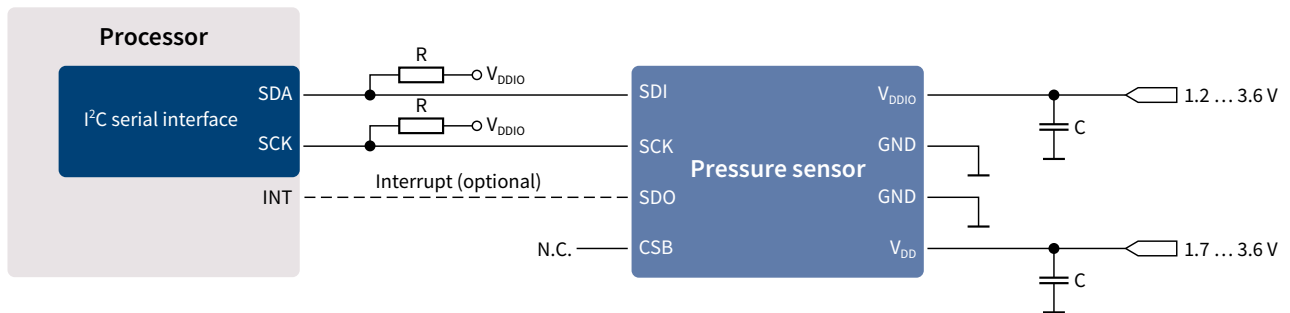 Processor
I²C serial interface
SDA
SCK
INT
R
V_DDIO
R
V_DDIO
Interrupt (optional)
N.C.
SDI
SCK
SDO
CSB
Pressure sensor
V_DDIO
GND
GND
V_DD
1.2 … 3.6 V
C
1.7 … 3.6 V
C